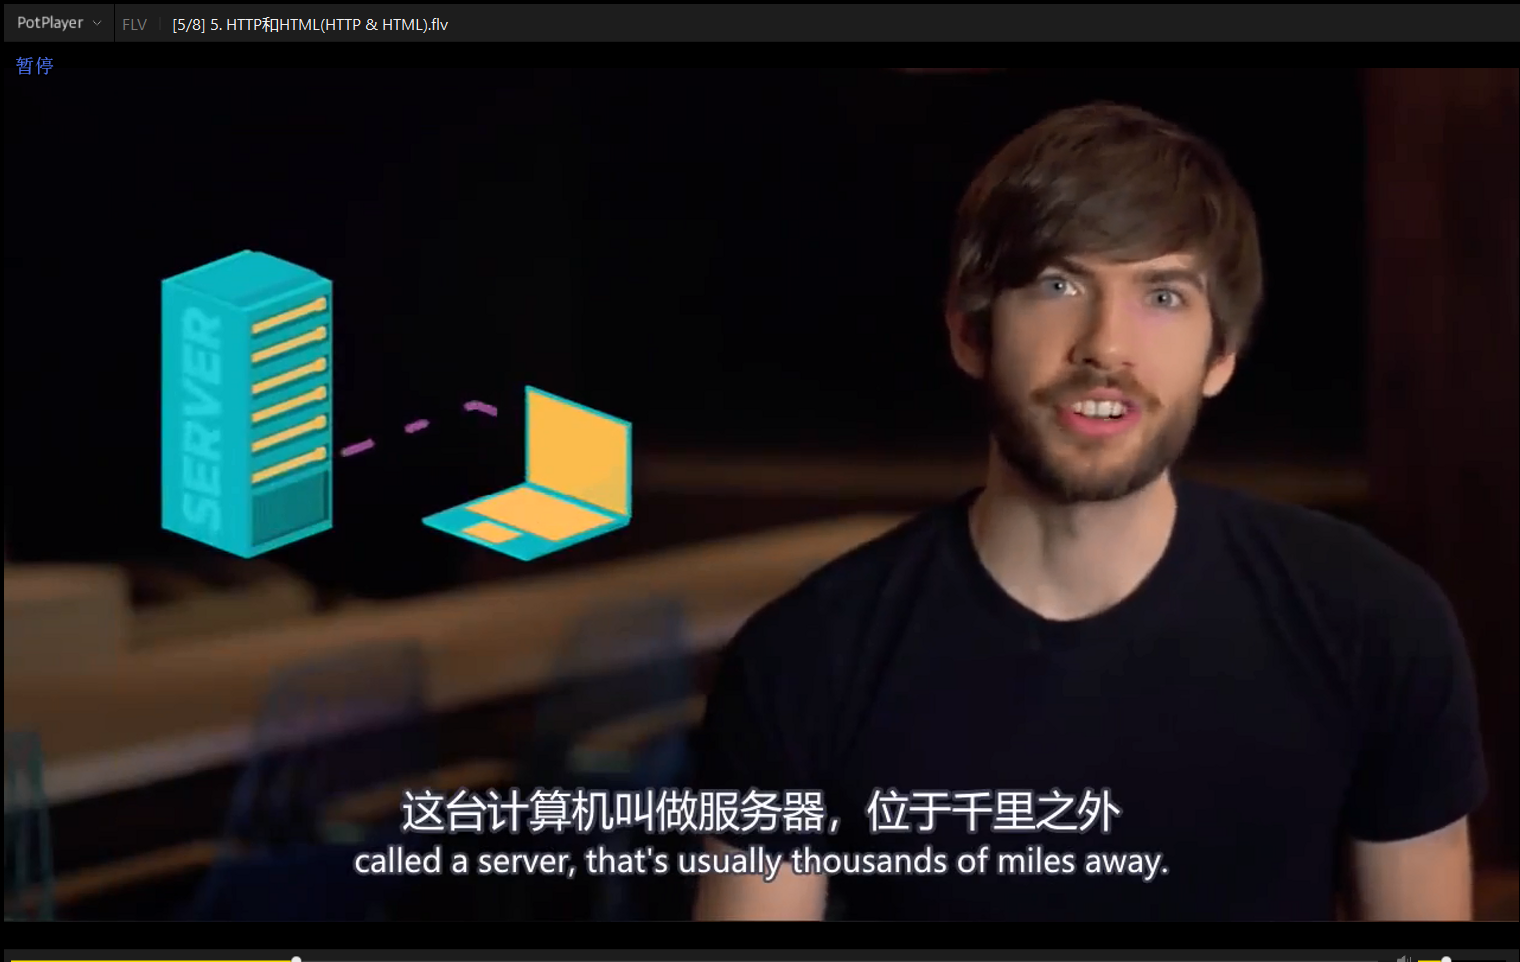 PotPlayer FLV [5/8] 5. HTTP和HTML(HTTP & HTML).flv
暂停
SERVER
这台计算机叫做服务器，位于千里之外
called a server, that's usually thousands of miles away.